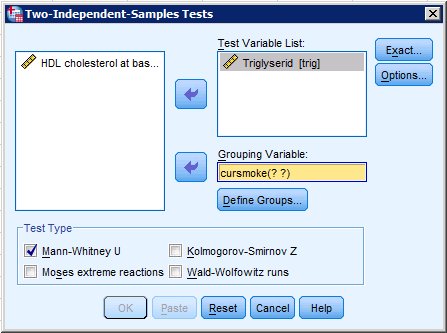 Two-Independent-Samples Tests
Test Variable List:
HDL cholesterol at bas...
Triglyserid [trig]
Exact...
Options...
Grouping Variable:
cursmoke(? ?)
Define Groups...
Test Type
Mann-Whitney U
Kolmogorov-Smirnov Z
Moses extreme reactions
Wald-Wolfowitz runs
OK
Paste
Reset
Cancel
Help